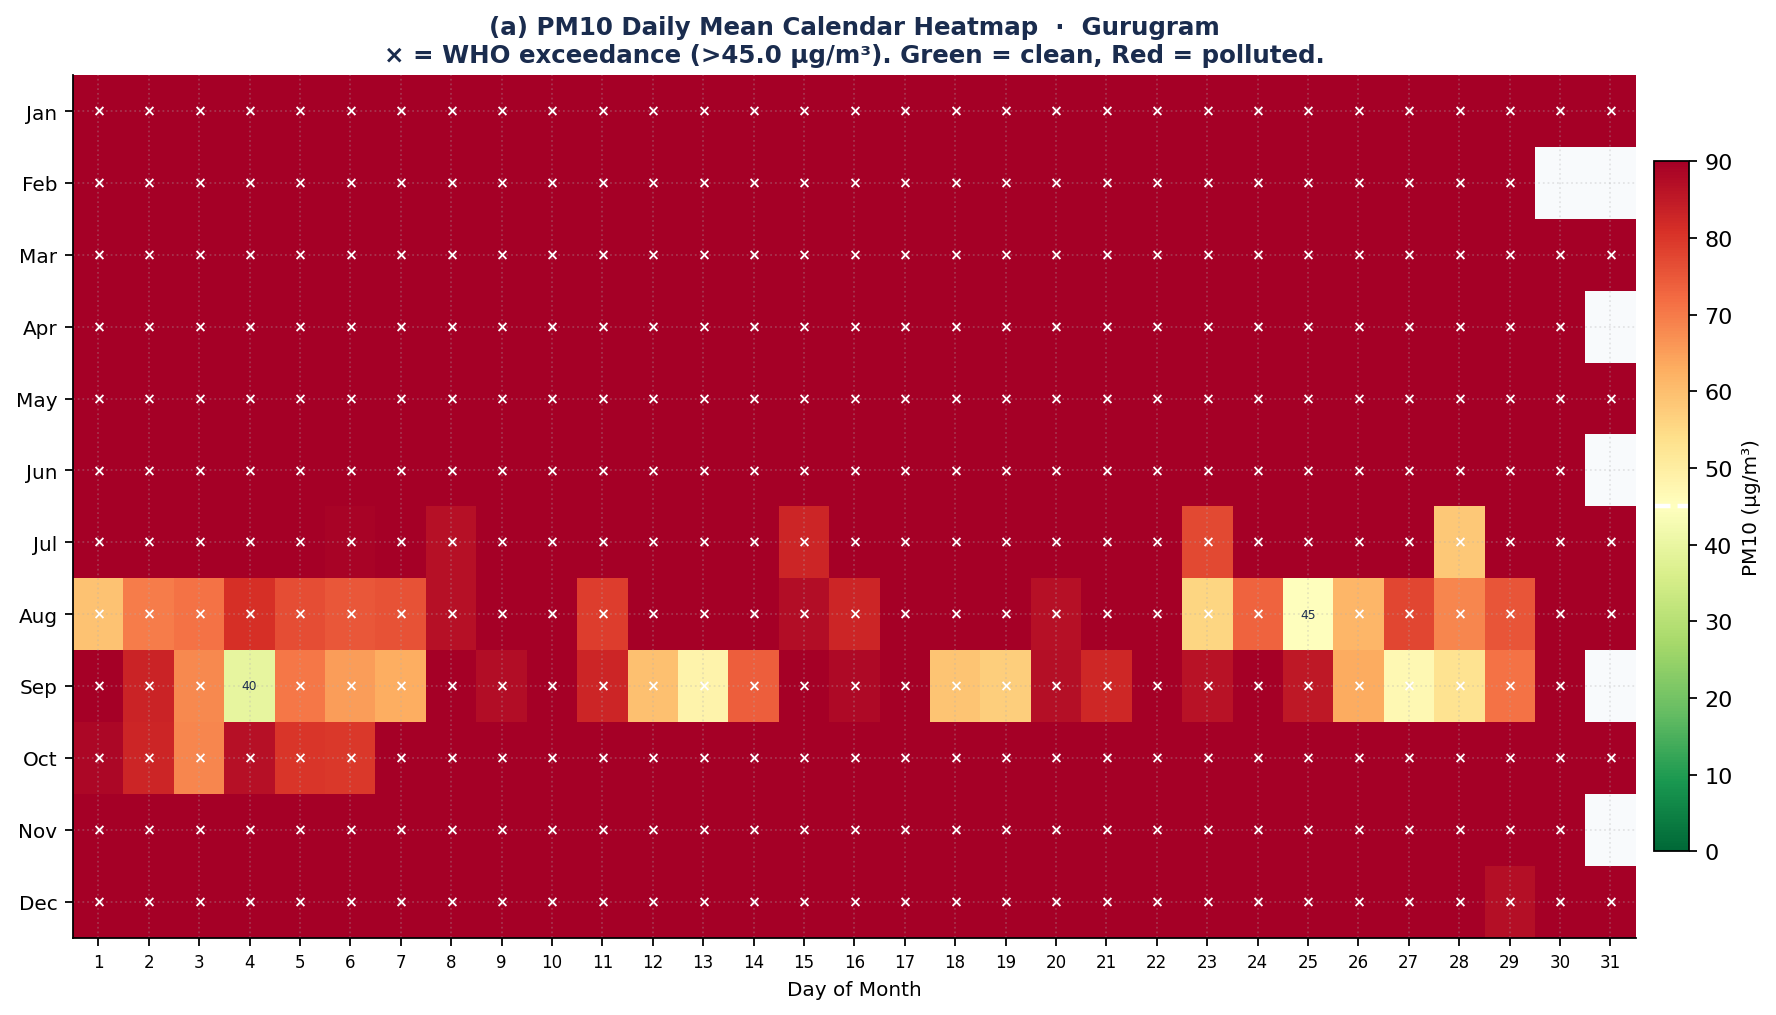 (a) PM10 Daily Mean Calendar Heatmap · Gurugram
× = WHO exceedance (>45.0 µg/m³). Green = clean, Red = polluted.
Jan
Feb
Mar
Apr
May
Jun
Jul
Aug
45
Sep
40
Oct
Nov
Dec
1 2 3 4 5 6 7 8 9 10 11 12 13 14 15 16 17 18 19 20 21 22 23 24 25 26 27 28 29 30 31
Day of Month
90
80
70
60
50
40
30
20
10
0
PM10 (µg/m³)